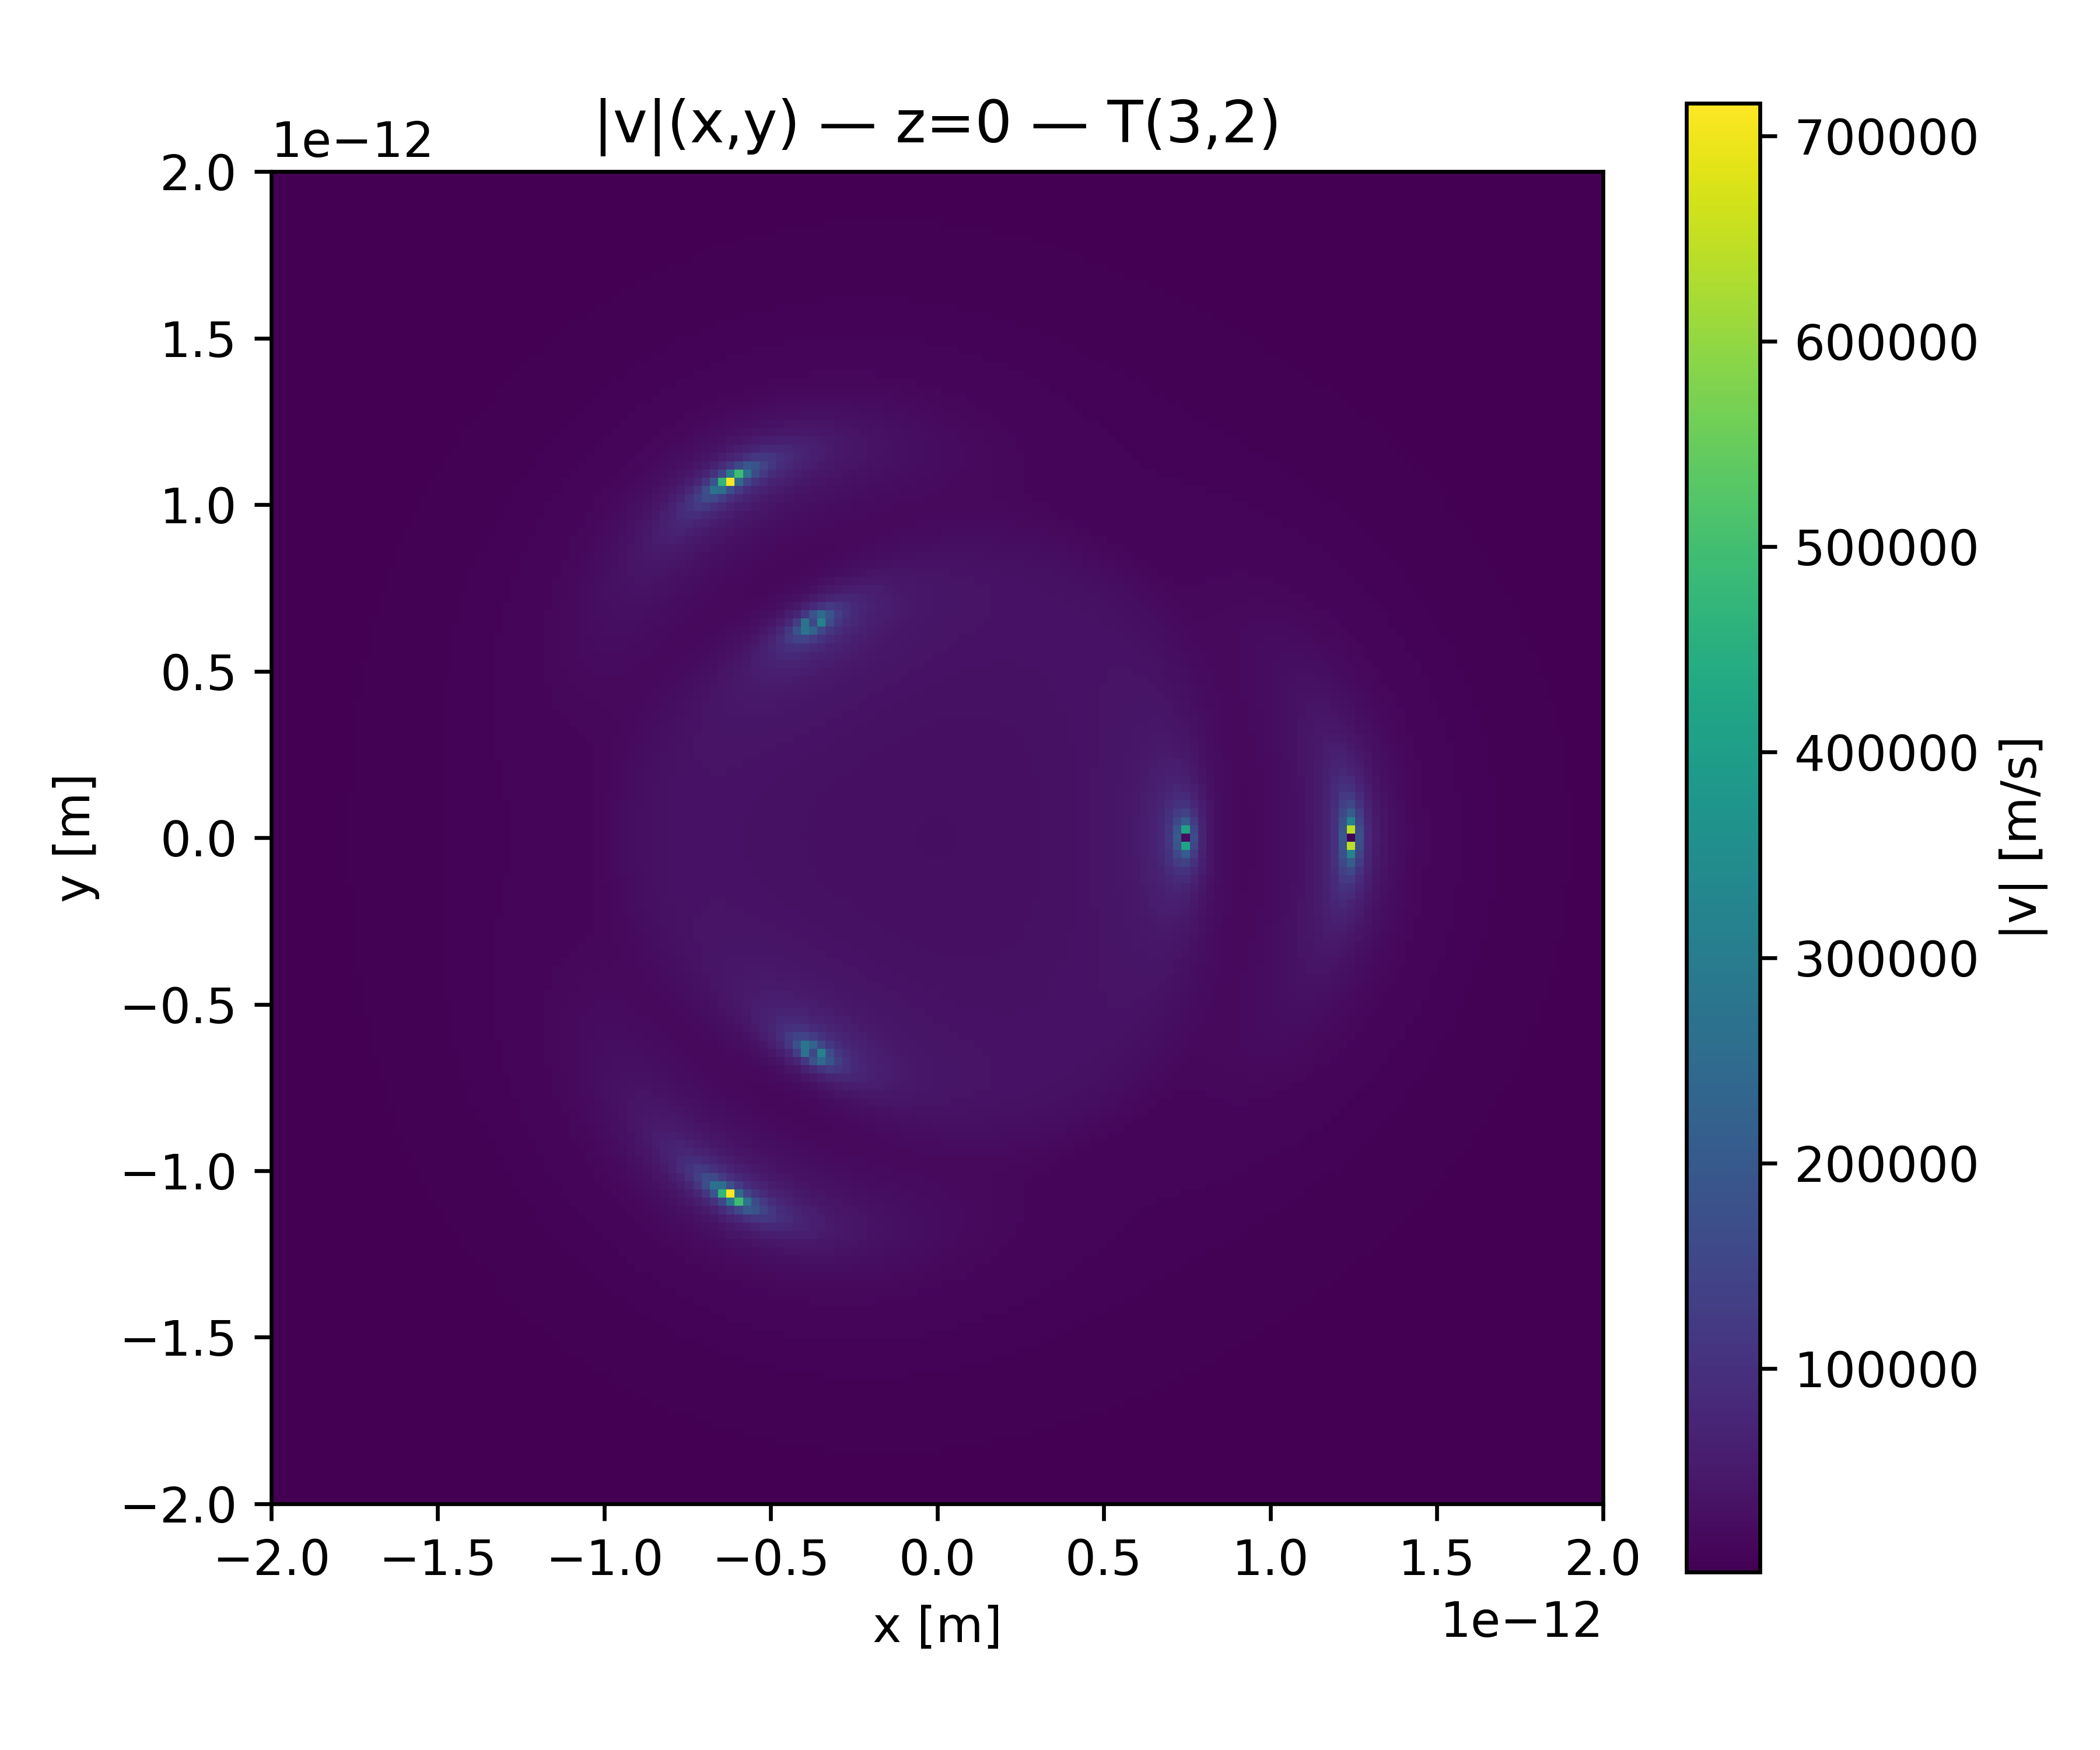 |v|(x,y) — z=0 — T(3,2)
1e−12
2.0
1.5
1.0
0.5
0.0
−0.5
−1.0
−1.5
−2.0
y [m]
−2.0 −1.5 −1.0 −0.5 0.0 0.5 1.0 1.5 2.0
x [m]
1e−12
700000
600000
500000
400000
300000
200000
100000
|v| [m/s]